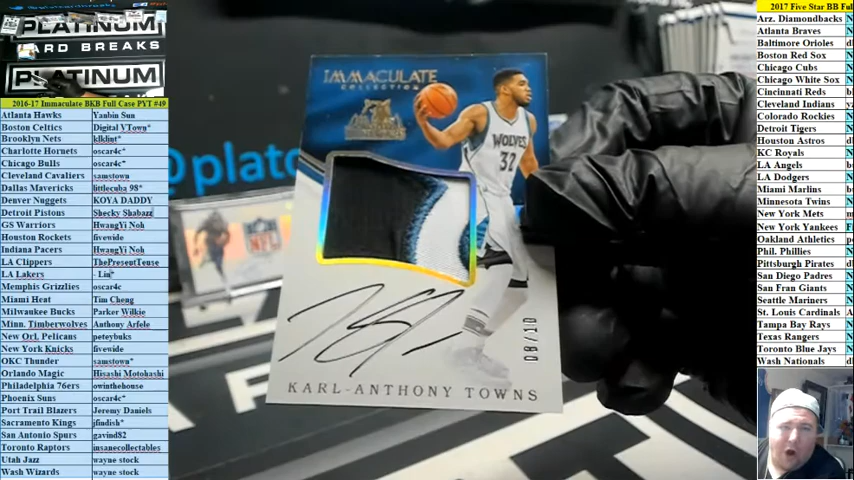 PLATINUM
CARD BREAKS
PLATINUM
2016-17 Immaculate BKB Full Case PYT #49
Atlanta Hawks Yanbin Sun
Boston Celtics Digital VTown*
Brooklyn Nets klklint*
Charlotte Hornets oscar4c*
Chicago Bulls oscar4c*
Cleveland Cavaliers samstown
Dallas Mavericks littlecuba 98*
Denver Nuggets KOYA DADDY
Detroit Pistons Shecky Shabazz
GS Warriors HwangYi Noh
Houston Rockets fivewide
Indiana Pacers HwangYi Noh
LA Clippers ThePresentTense
LA Lakers - Lin*
Memphis Grizzlies oscar4c
Miami Heat Tim Cheng
Milwaukee Bucks Parker Wilkie
Minn. Timberwolves Anthony Arfele
New Orl. Pelicans peteybuks
New York Knicks fivewide
OKC Thunder samstown*
Orlando Magic Hisashi Motohashi
Philadelphia 76ers owinthehouse
Phoenix Suns oscar4c*
Port Trail Blazers Jeremy Daniels
Sacramento Kings jfindish*
San Antonio Spurs gavind82
Toronto Raptors insanecollectables
Utah Jazz wayne stock
Wash Wizards wayne stock
@plato
NFL
IMMACULATE
COLLECTION
WOLVES
32
09/10
KARL-ANTHONY TOWNS
2017 Five Star BB Full
Arz. Diamondbacks
Atlanta Braves
Baltimore Orioles
Boston Red Sox
Chicago Cubs
Chicago White Sox
Cincinnati Reds
Cleveland Indians
Colorado Rockies
Detroit Tigers
Houston Astros
KC Royals
LA Angels
LA Dodgers
Miami Marlins
Minnesota Twins
New York Mets
New York Yankees
Oakland Athletics
Phil. Phillies
Pittsburgh Pirates
San Diego Padres
San Fran Giants
Seattle Mariners
St. Louis Cardinals
Tampa Bay Rays
Texas Rangers
Toronto Blue Jays
Wash Nationals